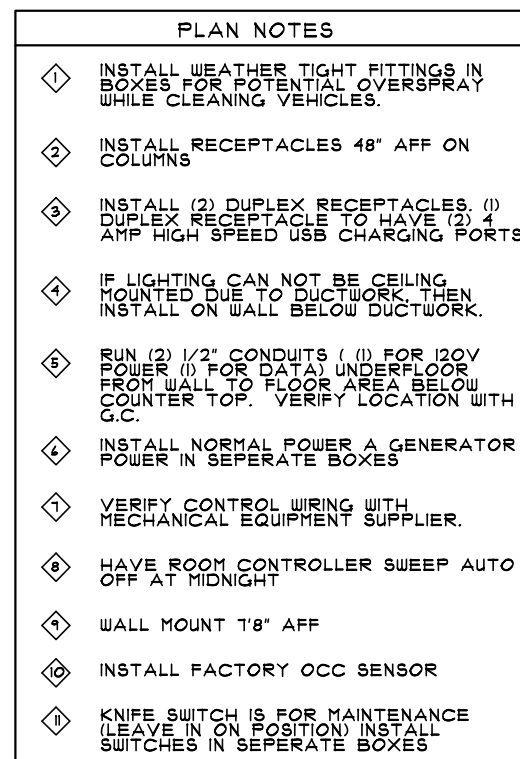 PLAN NOTES
1 INSTALL WEATHER TIGHT FITTINGS IN
BOXES FOR POTENTIAL OVERSPRAY
WHILE CLEANING VEHICLES.
2 INSTALL RECEPTACLES 48" AFF ON
COLUMNS
3 INSTALL (2) DUPLEX RECEPTACLES. (1)
DUPLEX RECEPTACLE TO HAVE (2) 4
AMP HIGH SPEED USB CHARGING PORTS
4 IF LIGHTING CAN NOT BE CEILING
MOUNTED DUE TO DUCTWORK, THEN
INSTALL ON WALL BELOW DUCTWORK.
5 RUN (2) 1/2" CONDUITS ( (1) FOR 120V
POWER (1) FOR DATA) UNDERFLOOR
FROM WALL TO FLOOR AREA BELOW
COUNTER TOP. VERIFY LOCATION WITH
G.C.
6 INSTALL NORMAL POWER A GENERATOR
POWER IN SEPERATE BOXES
7 VERIFY CONTROL WIRING WITH
MECHANICAL EQUIPMENT SUPPLIER.
8 HAVE ROOM CONTROLLER SWEEP AUTO
OFF AT MIDNIGHT
9 WALL MOUNT 7'8" AFF
10 INSTALL FACTORY OCC SENSOR
11 KNIFE SWITCH IS FOR MAINTENANCE
(LEAVE IN ON POSITION) INSTALL
SWITCHES IN SEPERATE BOXES